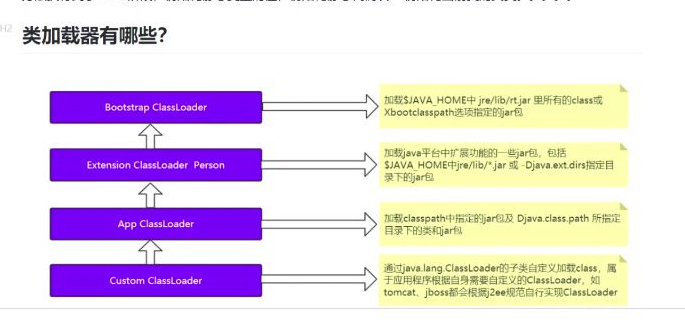 H2
类加载器有哪些?
Bootstrap ClassLoader
加载$JAVA_HOME中 jre/lib/rt.jar 里所有的class或
Xbootclasspath选项指定的jar包
Extension ClassLoader Person
加载java平台中扩展功能的一些jar包，包括
$JAVA_HOME中jre/lib/*.jar 或 -Djava.ext.dirs指定目
录下的jar包
App ClassLoader
加载classpath中指定的jar包及 Djava.class.path 所指定
目录下的类和jar包
Custom ClassLoader
通过java.lang.ClassLoader的子类自定义加载class，属
于应用程序根据自身需要自定义的ClassLoader，如
tomcat、jboss都会根据j2ee规范自行实现ClassLoader